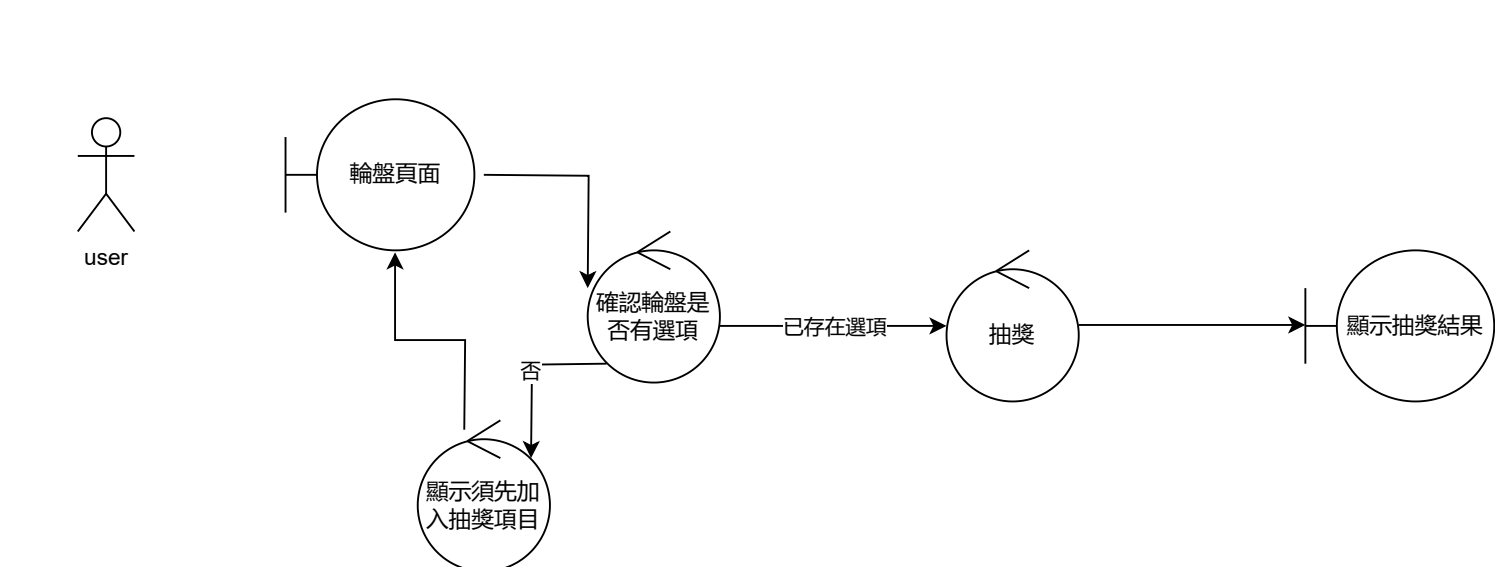 輪盤頁面
user
確認輪盤是
否有選項
已存在選項
抽獎
顯示抽獎結果
否
顯示須先加
入抽獎項目